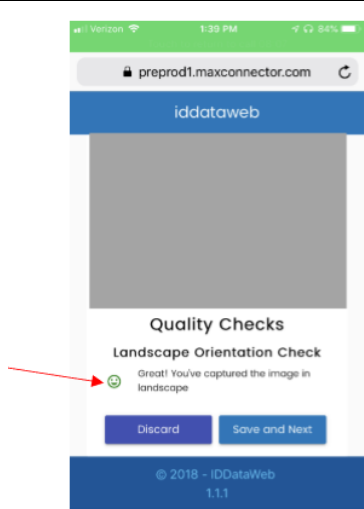 Verizon 1:39 PM 84%
preprod1.maxconnector.com
iddataweb
Quality Checks
Landscape Orientation Check
Great! You've captured the image in
landscape
Discard Save and Next
© 2018 - IDDataWeb
1.1.1